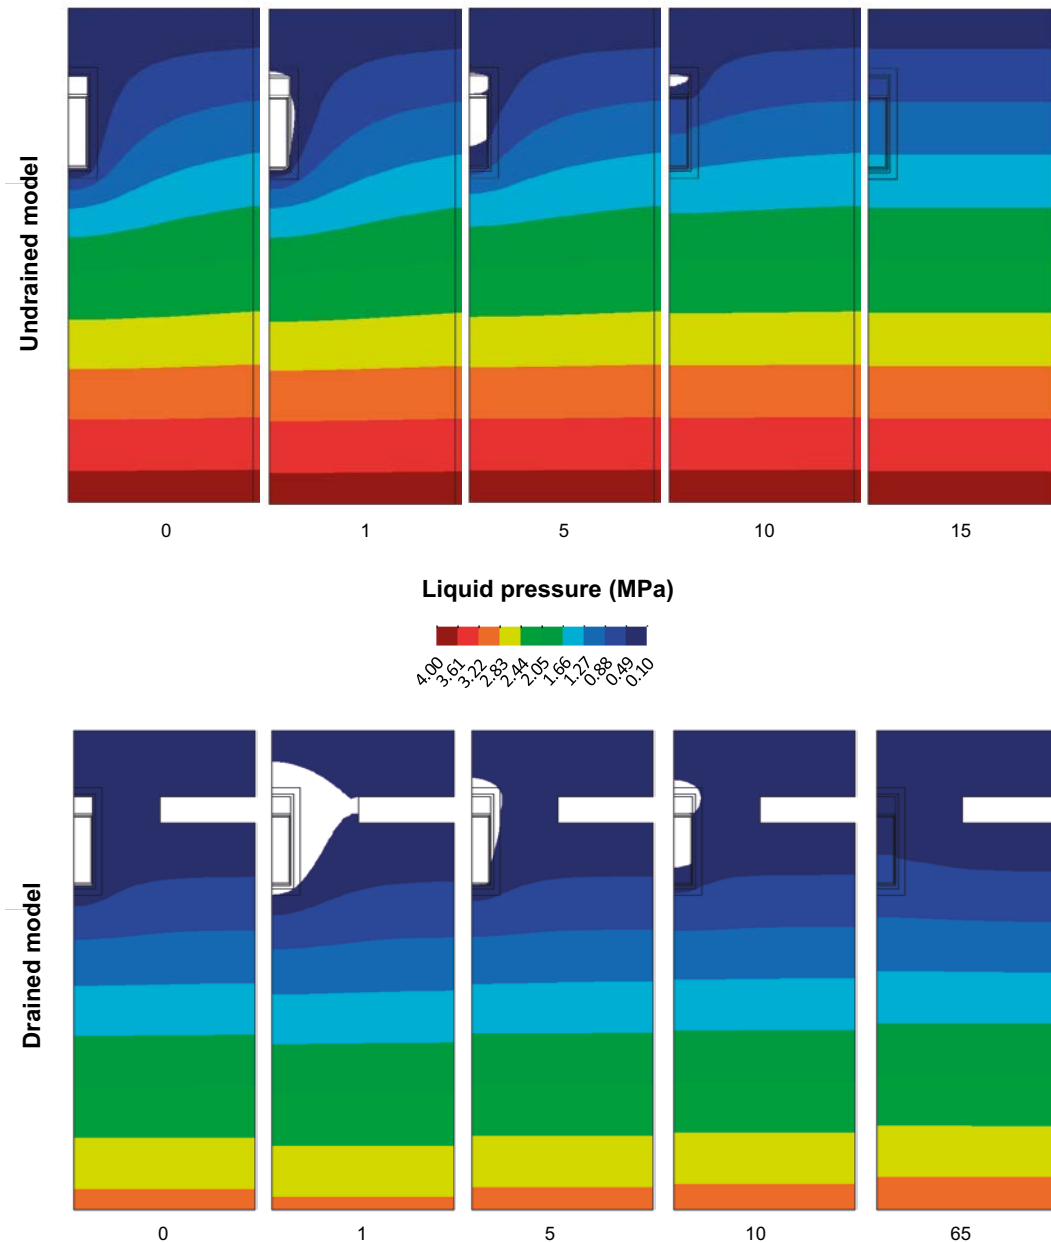 Undrained model
0 1 5 10 15
Liquid pressure (MPa)
4.00 3.61 3.22 2.83 2.44 2.05 1.66 1.27 0.88 0.49 0.10
Drained model
0 1 5 10 65